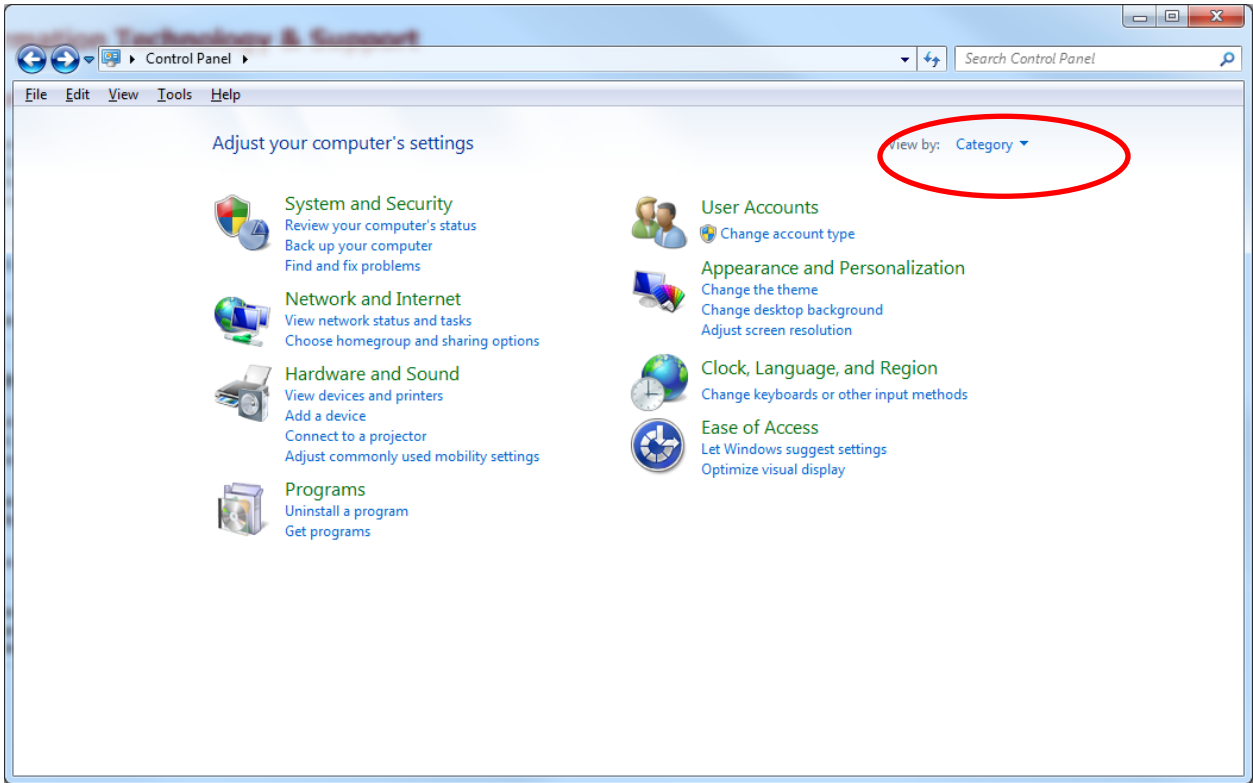 mation Technology & Support
Control Panel
Search Control Panel
File Edit View Tools Help
Adjust your computer's settings
View by: Category
System and Security
Review your computer's status
Back up your computer
Find and fix problems
Network and Internet
View network status and tasks
Choose homegroup and sharing options
Hardware and Sound
View devices and printers
Add a device
Connect to a projector
Adjust commonly used mobility settings
Programs
Uninstall a program
Get programs
User Accounts
Change account type
Appearance and Personalization
Change the theme
Change desktop background
Adjust screen resolution
Clock, Language, and Region
Change keyboards or other input methods
Ease of Access
Let Windows suggest settings
Optimize visual display